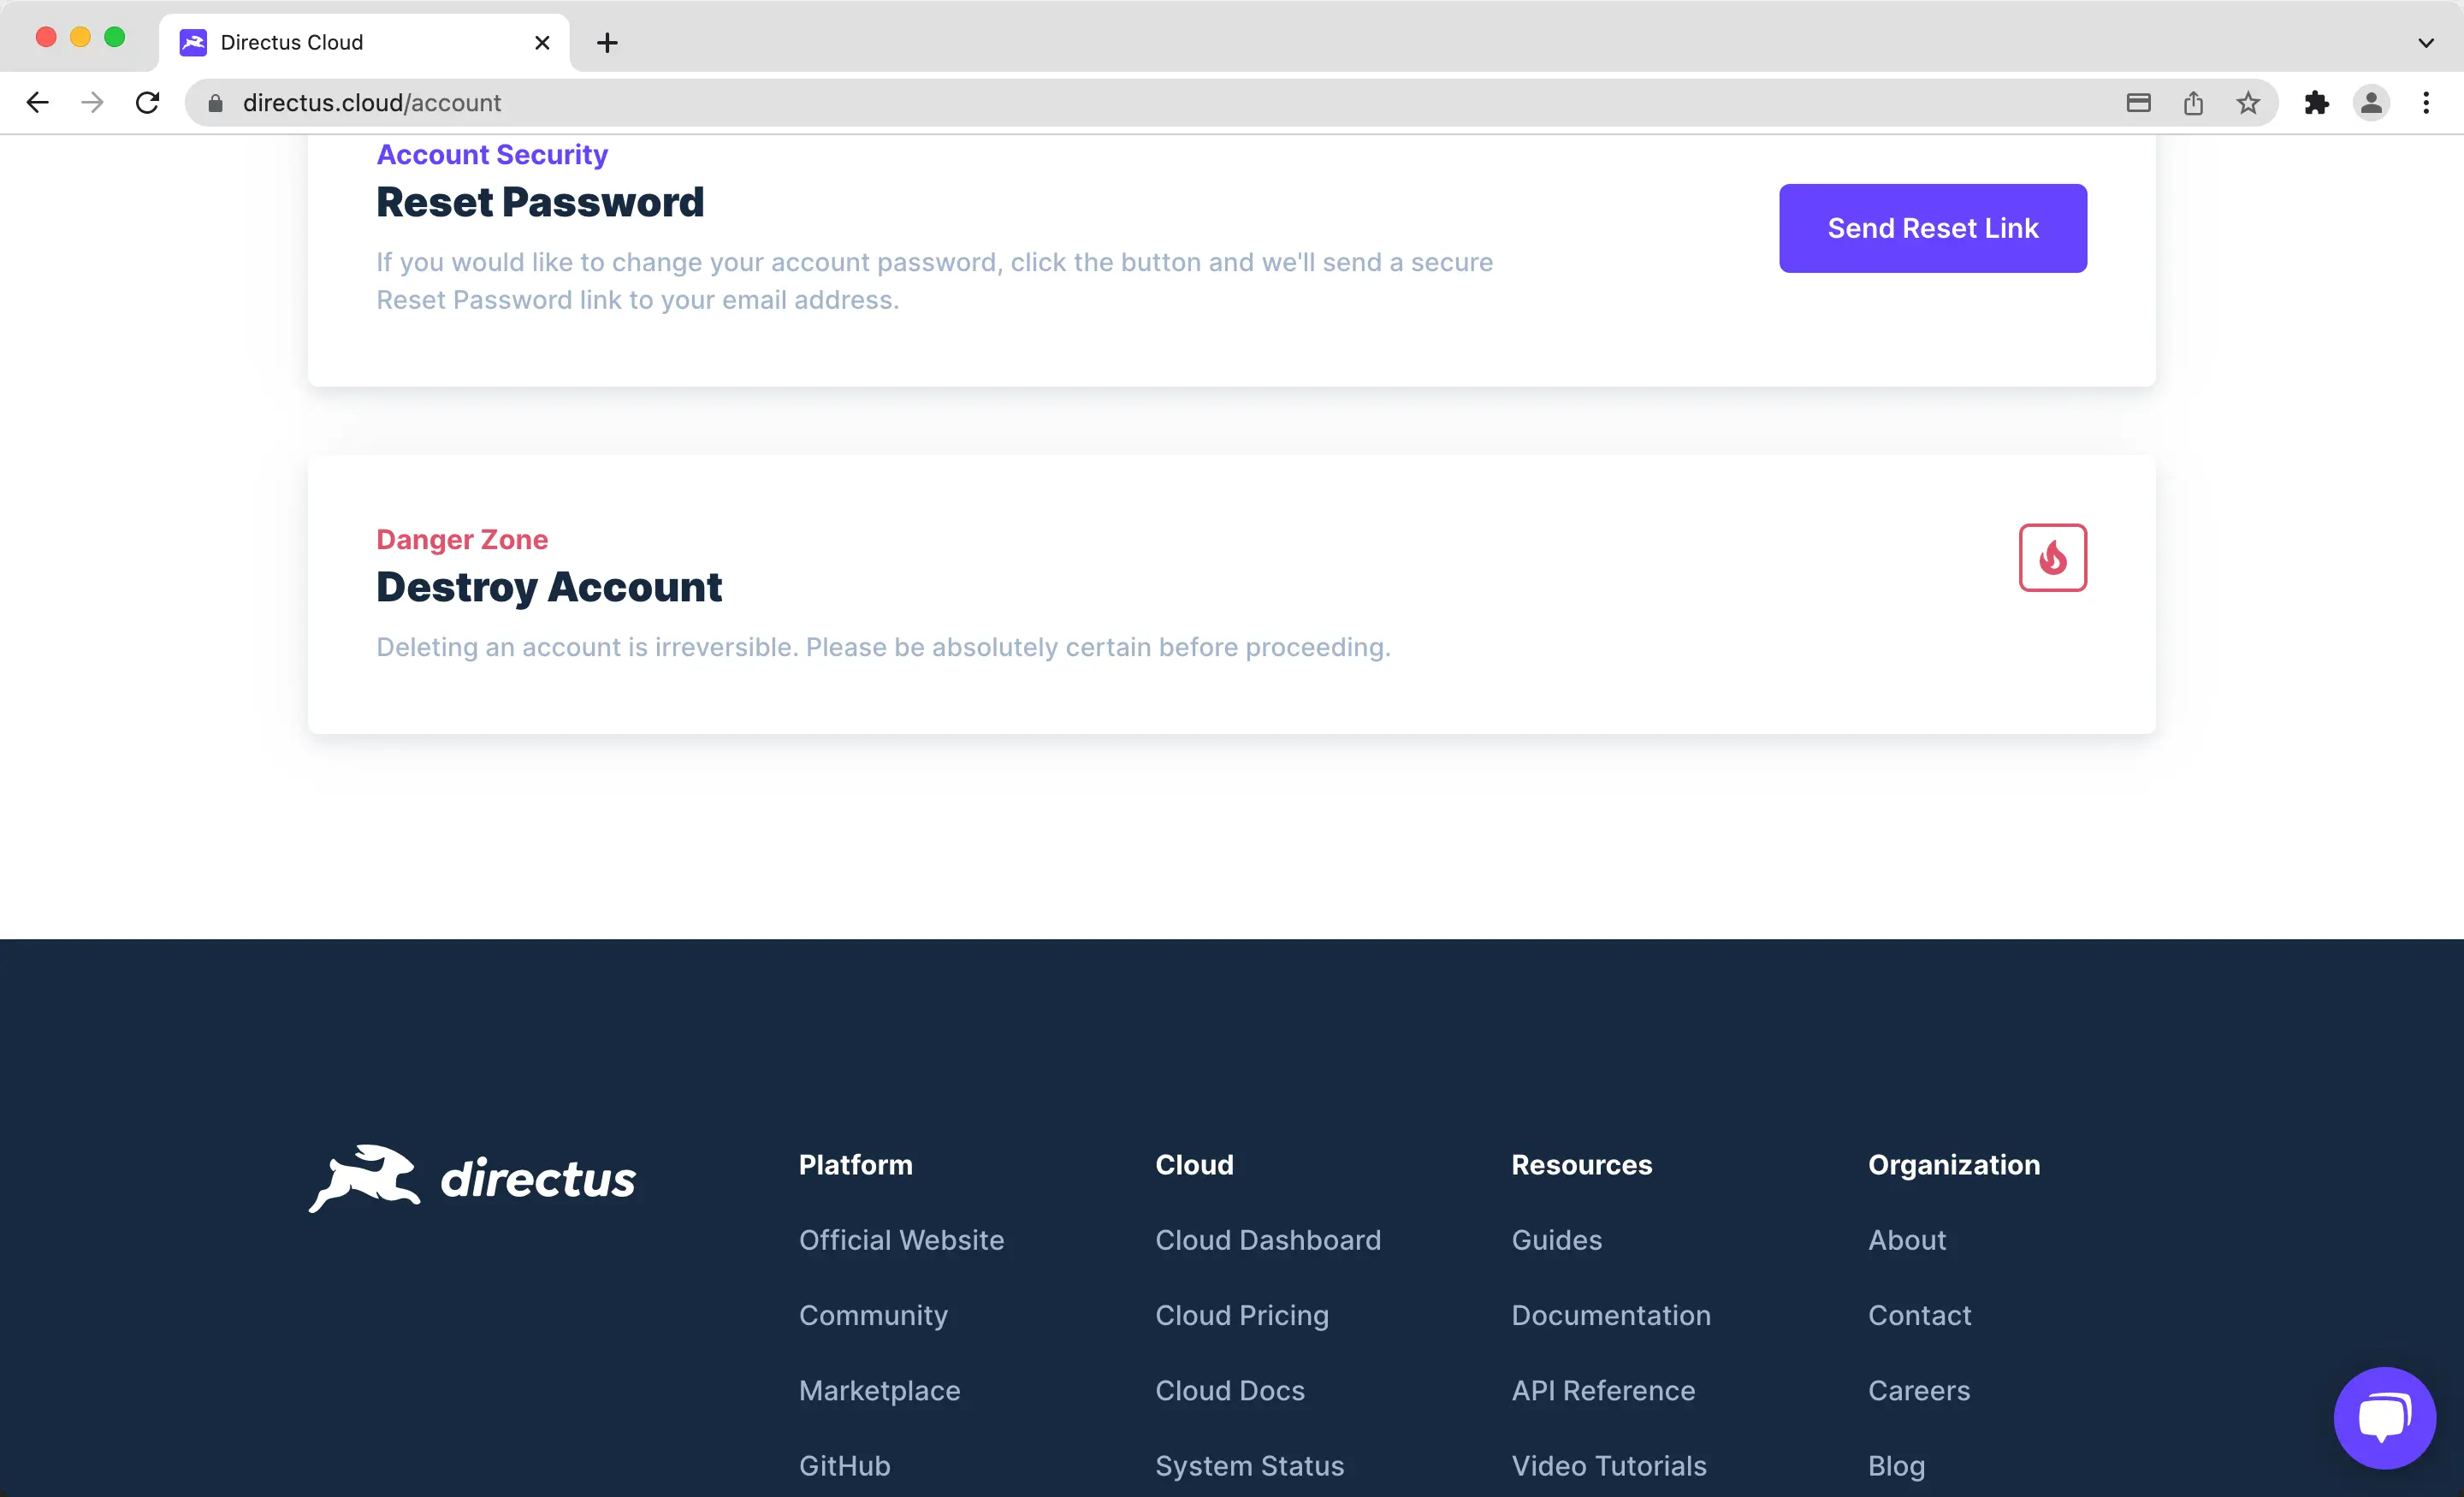 Directus Cloud
directus.cloud/account
Account Security
Reset Password
If you would like to change your account password, click the button and we'll send a secure
Reset Password link to your email address.
Send Reset Link
Danger Zone
Destroy Account
Deleting an account is irreversible. Please be absolutely certain before proceeding.
directus
Platform
Official Website
Community
Marketplace
GitHub
Cloud
Cloud Dashboard
Cloud Pricing
Cloud Docs
System Status
Resources
Guides
Documentation
API Reference
Video Tutorials
Organization
About
Contact
Careers
Blog